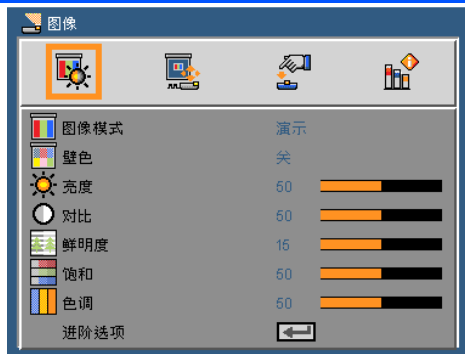 图像
图像模式 演示
壁色 关
亮度 50
对比 50
鲜明度 15
饱和 50
色调 50
进阶选项